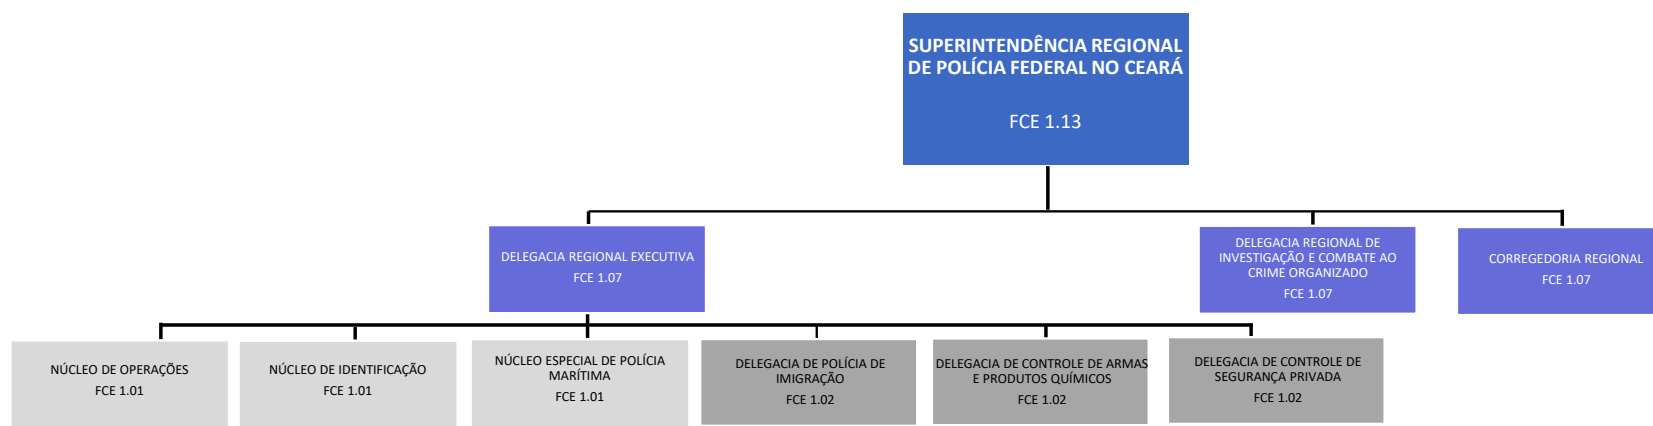 SUPERINTENDÊNCIA REGIONAL
DE POLÍCIA FEDERAL NO CEARÁ
FCE 1.13
DELEGACIA REGIONAL EXECUTIVA
FCE 1.07
DELEGACIA REGIONAL DE
INVESTIGAÇÃO E COMBATE AO
CRIME ORGANIZADO
FCE 1.07
CORREGEDORIA REGIONAL
FCE 1.07
NÚCLEO DE OPERAÇÕES
FCE 1.01
NÚCLEO DE IDENTIFICAÇÃO
FCE 1.01
NÚCLEO ESPECIAL DE POLÍCIA
MARÍTIMA
FCE 1.01
DELEGACIA DE POLÍCIA DE
IMIGRAÇÃO
FCE 1.02
DELEGACIA DE CONTROLE DE ARMAS
E PRODUTOS QUÍMICOS
FCE 1.02
DELEGACIA DE CONTROLE DE
SEGURANÇA PRIVADA
FCE 1.02